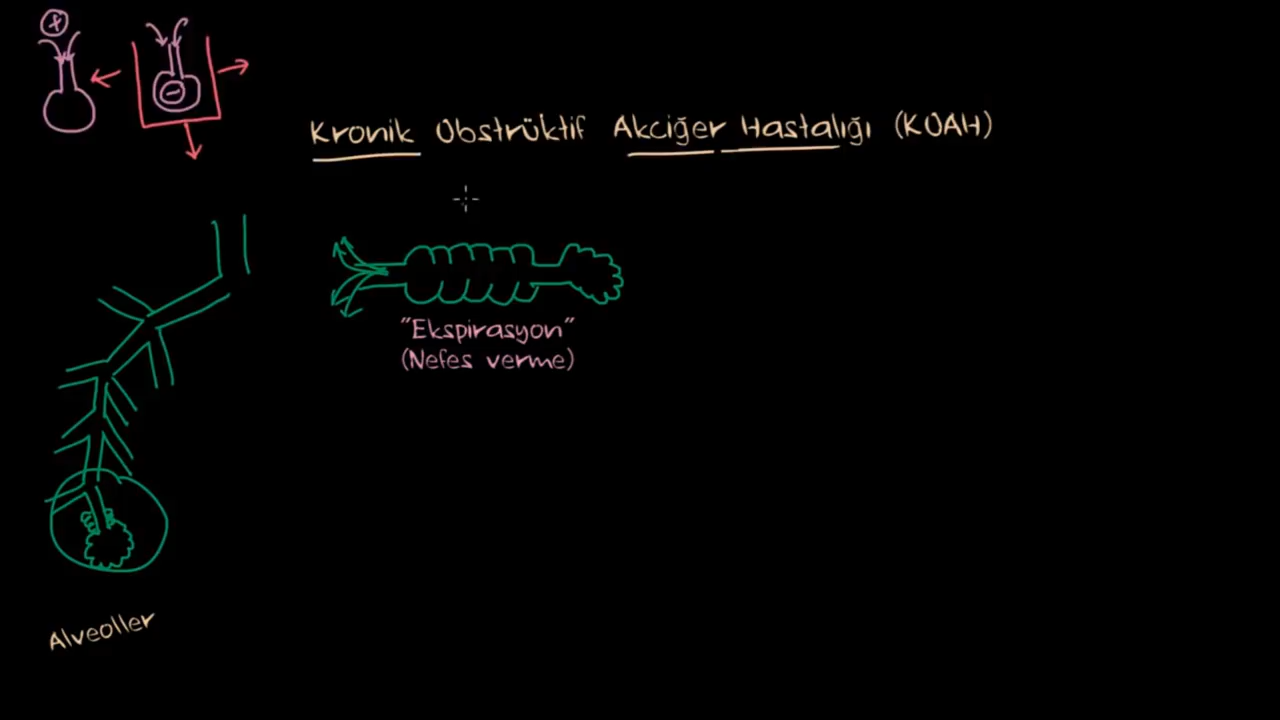 +
-
Kronik Obstrüktif Akciğer Hastalığı (KOAH)
"Ekspirasyon"
(Nefes verme)
Alveoller